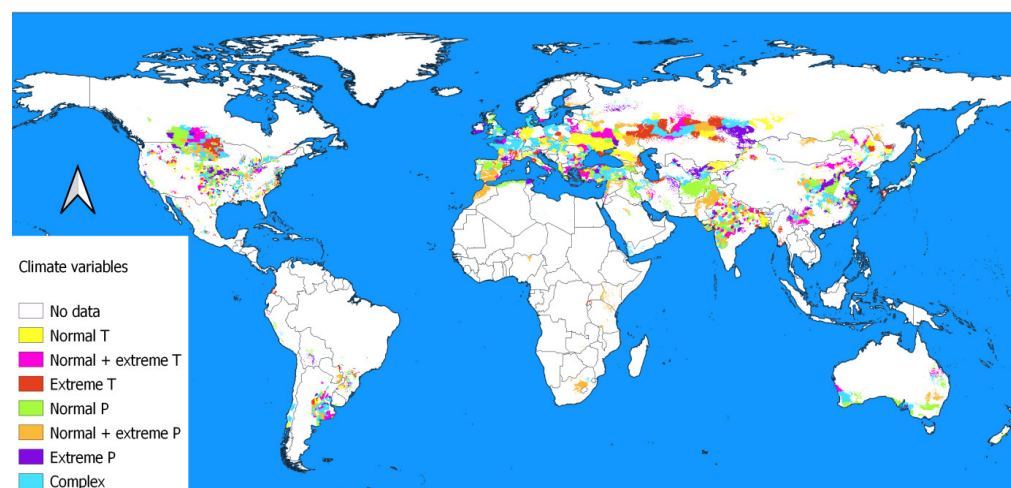 Climate variables
No data
Normal T
Normal + extreme T
Extreme T
Normal P
Normal + extreme P
Extreme P
Complex